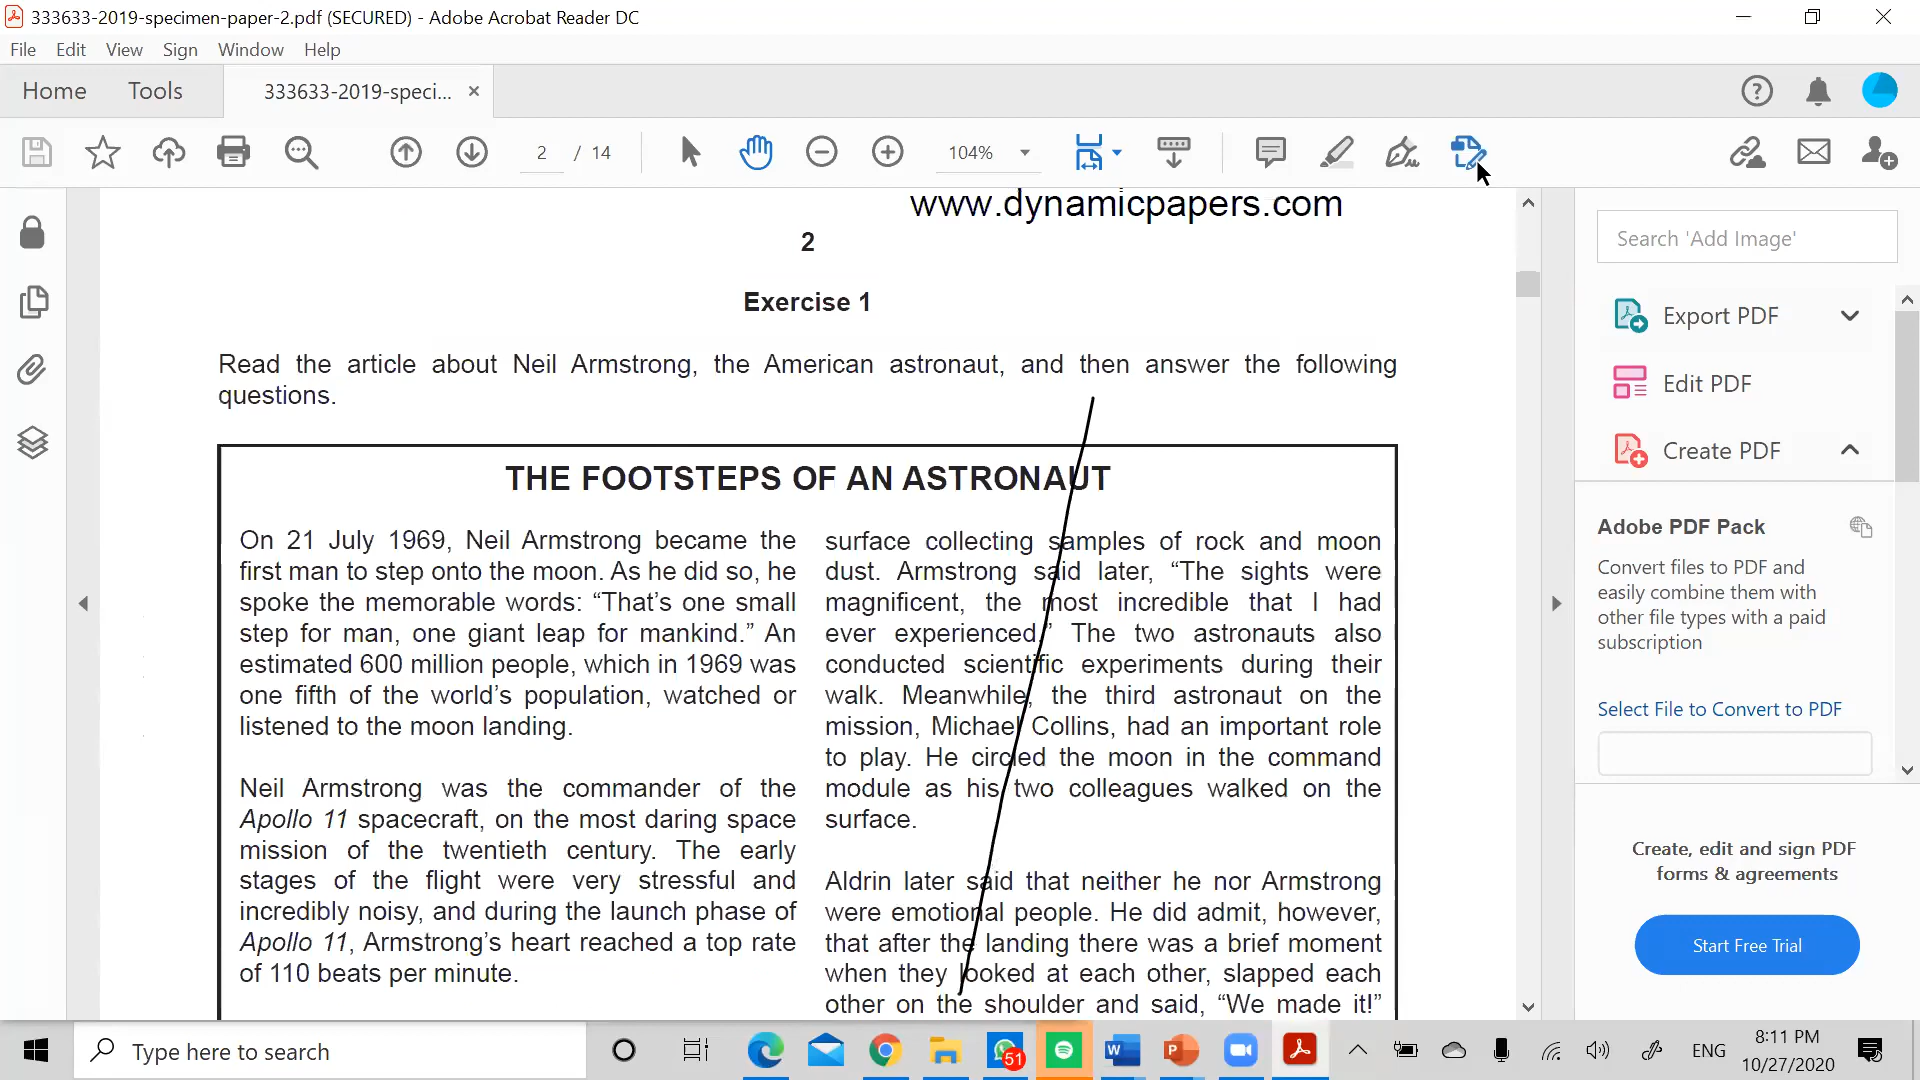 333633-2019-specimen-paper-2.pdf (SECURED) - Adobe Acrobat Reader DC
File Edit View Sign Window Help
Home Tools 333633-2019-speci... ×
2 / 14 104%
www.dynamicpapers.com
2
Exercise 1
Read the article about Neil Armstrong, the American astronaut, and then answer the following
questions.
THE FOOTSTEPS OF AN ASTRONAUT
On 21 July 1969, Neil Armstrong became the
first man to step onto the moon. As he did so, he
spoke the memorable words: “That’s one small
step for man, one giant leap for mankind.” An
estimated 600 million people, which in 1969 was
one fifth of the world’s population, watched or
listened to the moon landing.
Neil Armstrong was the commander of the
Apollo 11 spacecraft, on the most daring space
mission of the twentieth century. The early
stages of the flight were very stressful and
incredibly noisy, and during the launch phase of
Apollo 11, Armstrong’s heart reached a top rate
of 110 beats per minute.
surface collecting samples of rock and moon
dust. Armstrong said later, “The sights were
magnificent, the most incredible that I had
ever experienced.” The two astronauts also
conducted scientific experiments during their
walk. Meanwhile, the third astronaut on the
mission, Michael Collins, had an important role
to play. He circled the moon in the command
module as his two colleagues walked on the
surface.
Aldrin later said that neither he nor Armstrong
were emotional people. He did admit, however,
that after the landing there was a brief moment
when they looked at each other, slapped each
other on the shoulder and said, “We made it!”
Search 'Add Image'
Export PDF
Edit PDF
Create PDF
Adobe PDF Pack
Convert files to PDF and
easily combine them with
other file types with a paid
subscription
Select File to Convert to PDF
Create, edit and sign PDF
forms & agreements
Start Free Trial
Type here to search
51
ENG
8:11 PM
10/27/2020